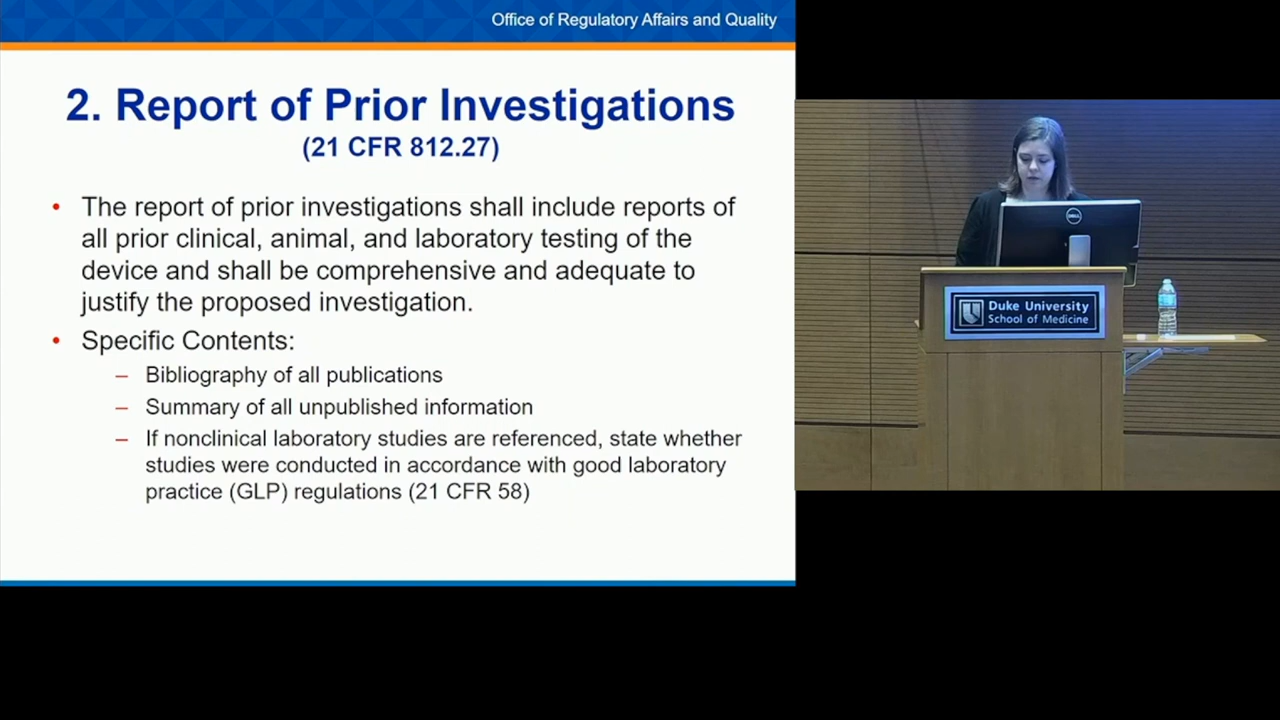 Office of Regulatory Affairs and Quality
2. Report of Prior Investigations
(21 CFR 812.27)
• The report of prior investigations shall include reports of
all prior clinical, animal, and laboratory testing of the
device and shall be comprehensive and adequate to
justify the proposed investigation.
• Specific Contents:
– Bibliography of all publications
– Summary of all unpublished information
– If nonclinical laboratory studies are referenced, state whether
studies were conducted in accordance with good laboratory
practice (GLP) regulations (21 CFR 58)
DELL
Duke University
School of Medicine